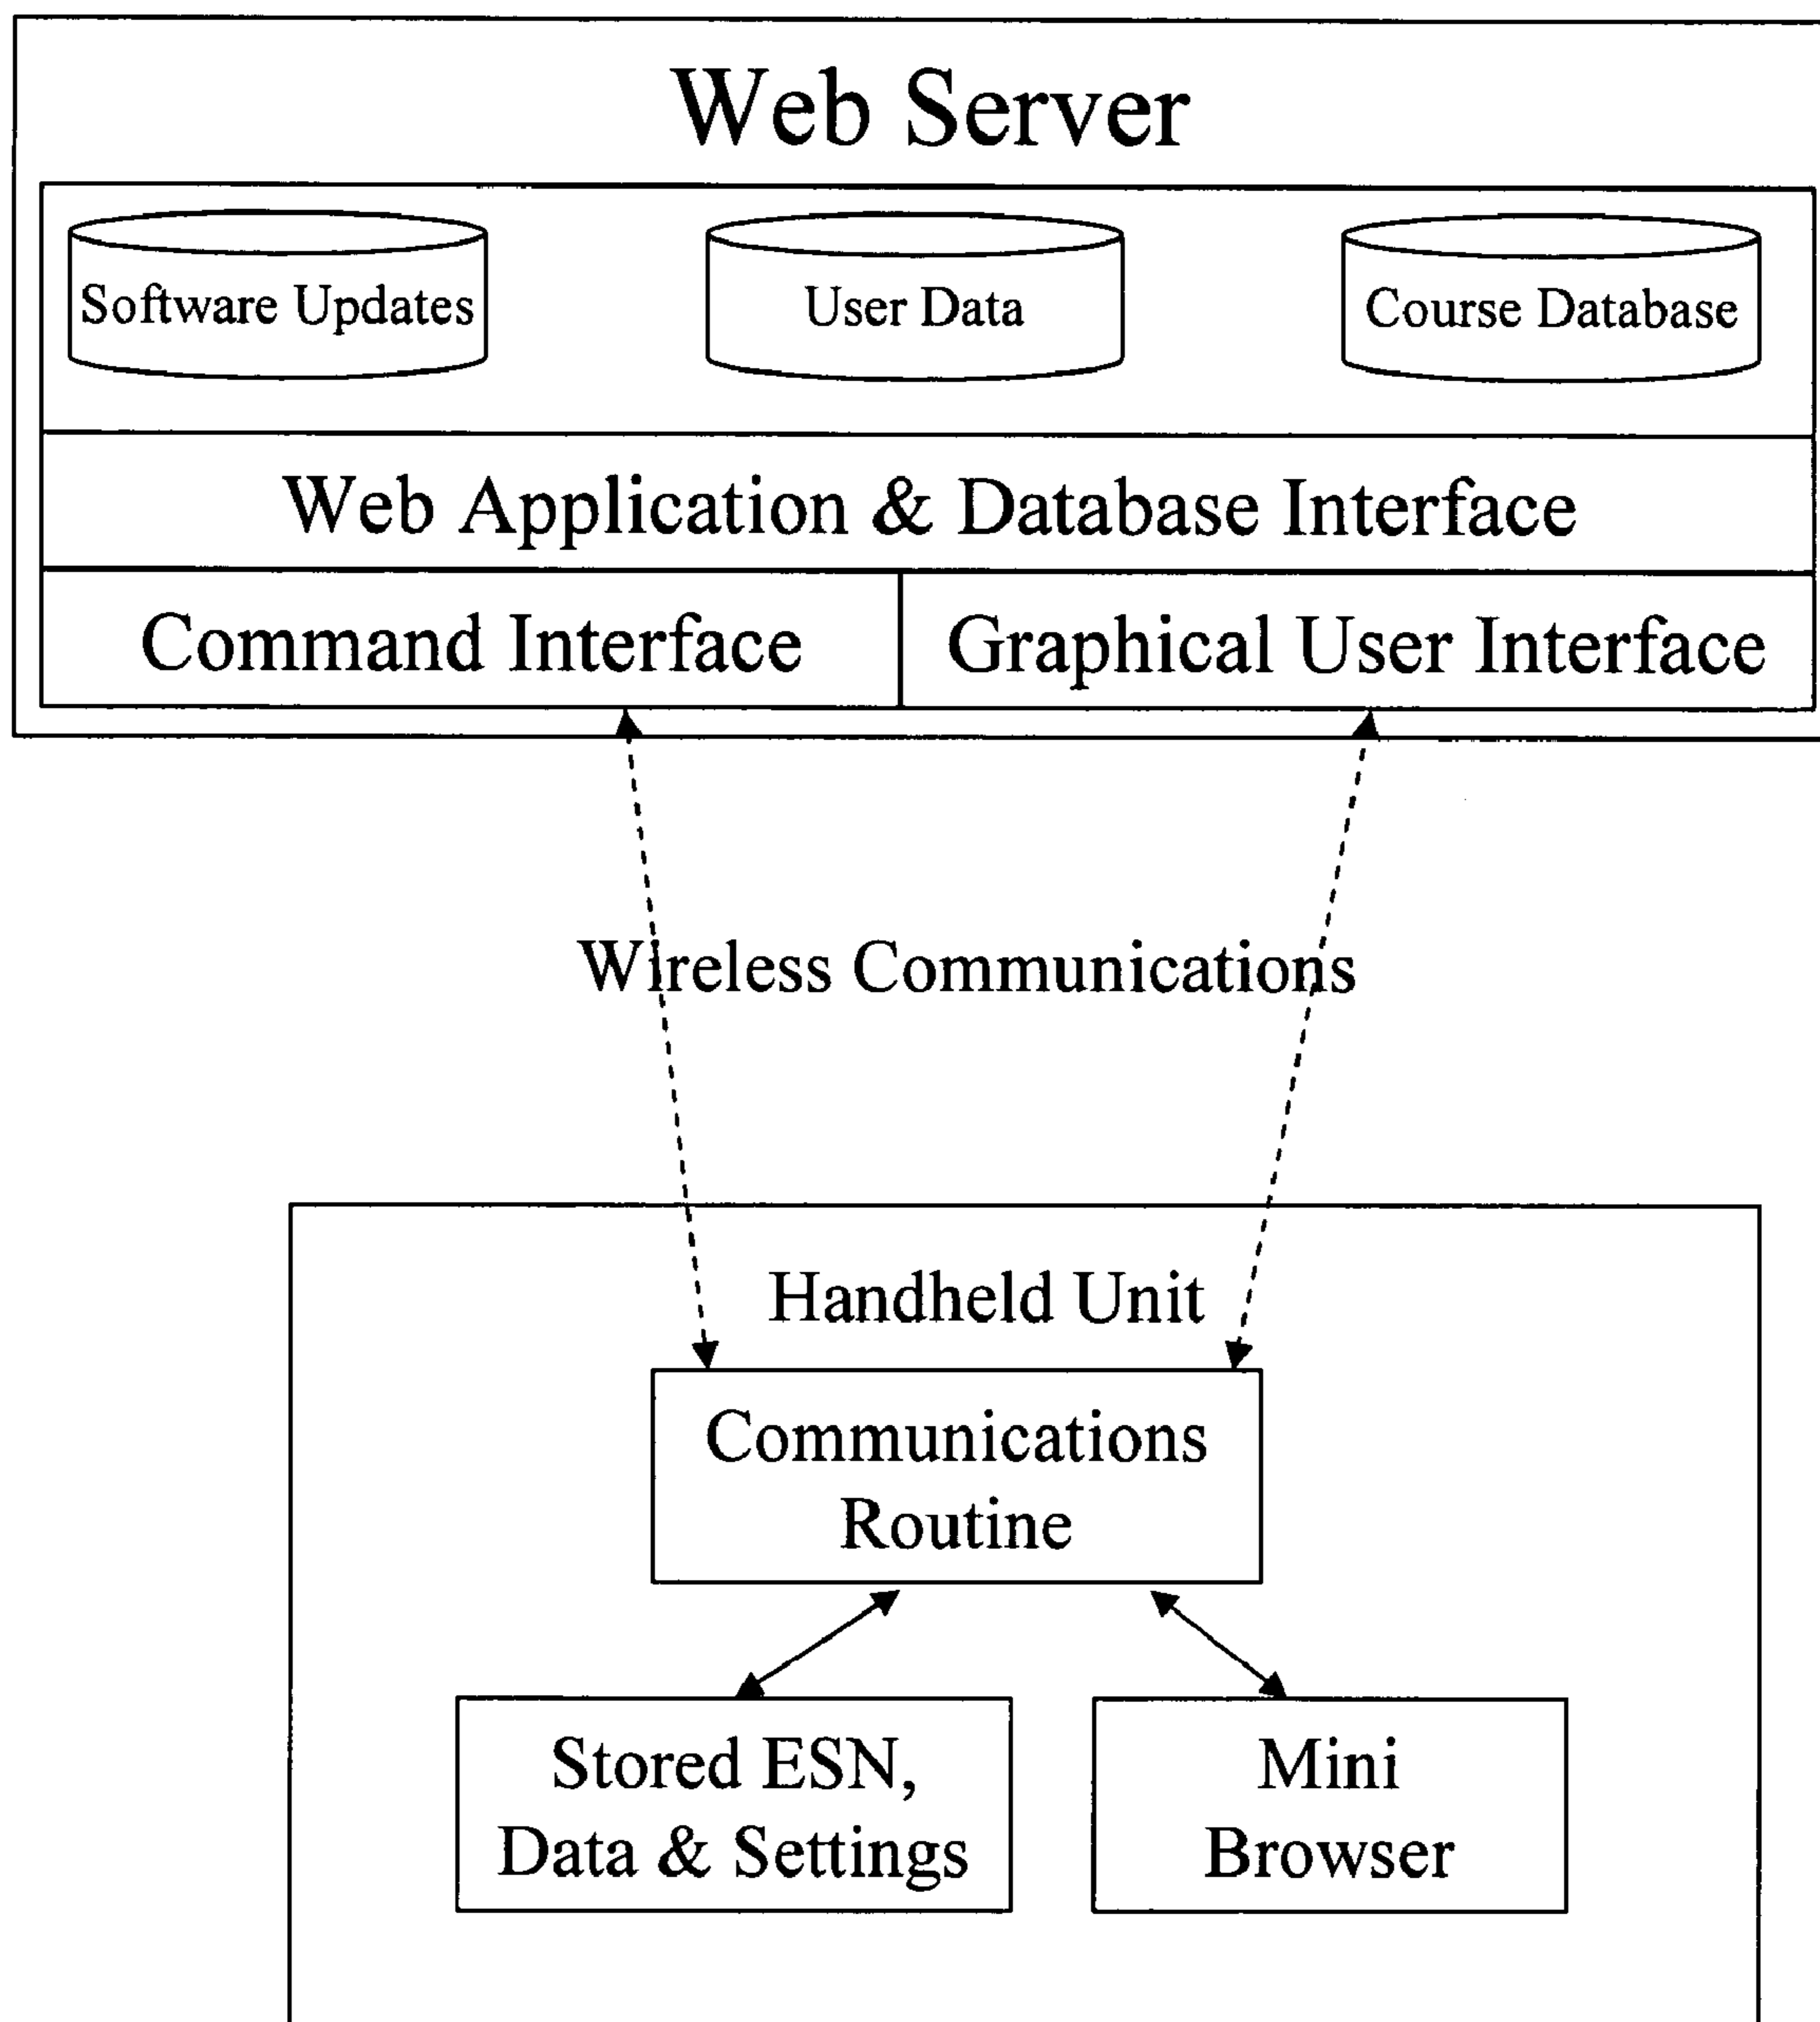 Web Server
Software Updates
User Data
Course Database
Web Application & Database Interface
Command Interface
Graphical User Interface
Wireless Communications
Handheld Unit
Communications
Routine
Stored ESN,
Data & Settings
Mini
Browser